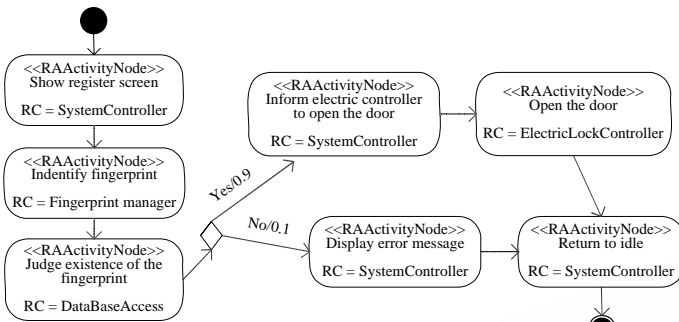 <<RAActivityNode>>
Show register screen
RC = SystemController
<<RAActivityNode>>
Indentify fingerprint
RC = Fingerprint manager
<<RAActivityNode>>
Judge existence of the
fingerprint
RC = DataBaseAccess
Yes/0.9
No/0.1
<<RAActivityNode>>
Inform electric controller
to open the door
RC = SystemController
<<RAActivityNode>>
Open the door
RC = ElectricLockController
<<RAActivityNode>>
Display error message
RC = SystemController
<<RAActivityNode>>
Return to idle
RC = SystemController